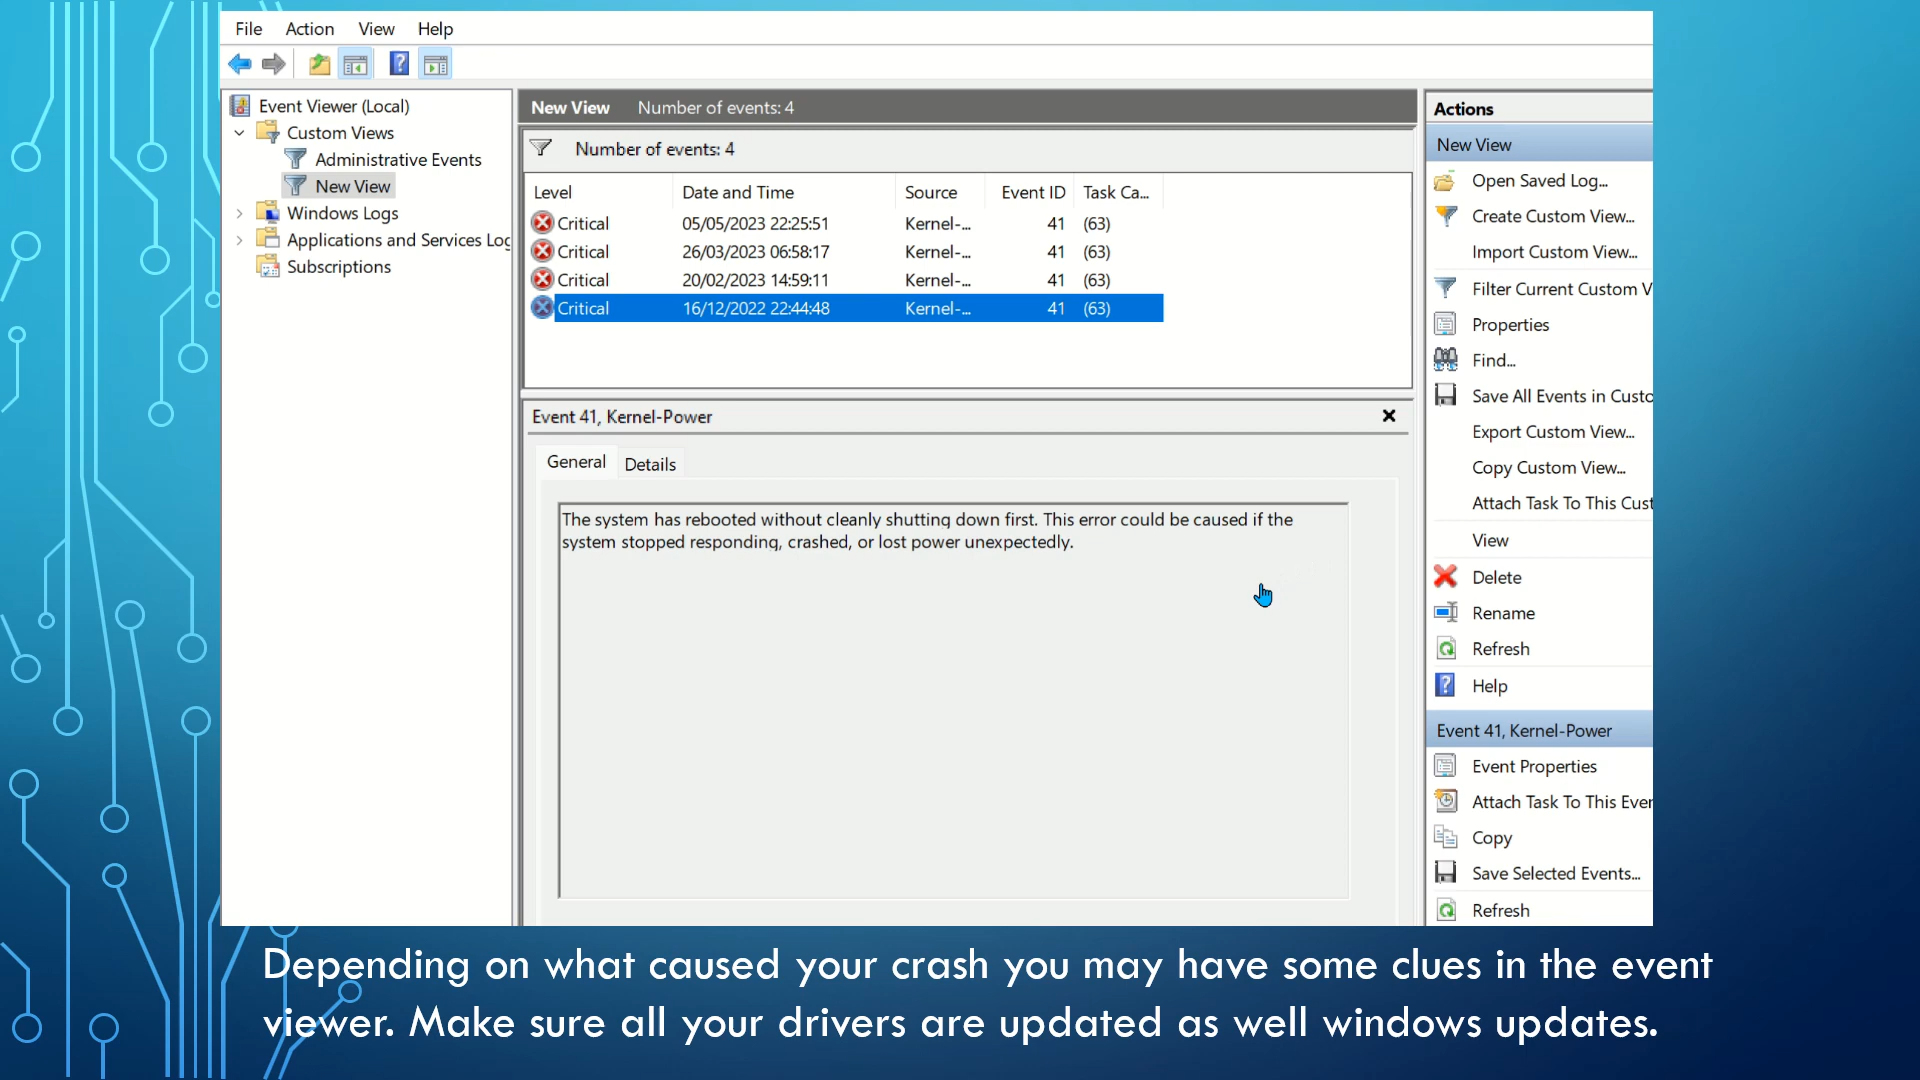 File Action View Help
Event Viewer (Local)
Custom Views
Administrative Events
New View
Windows Logs
Applications and Services Log
Subscriptions
New View Number of events: 4
Number of events: 4
Level Date and Time Source Event ID Task Ca...
Critical 05/05/2023 22:25:51 Kernel-... 41 (63)
Critical 26/03/2023 06:58:17 Kernel-... 41 (63)
Critical 20/02/2023 14:59:11 Kernel-... 41 (63)
Critical 16/12/2022 22:44:48 Kernel-... 41 (63)
Event 41, Kernel-Power
General Details
The system has rebooted without cleanly shutting down first. This error could be caused if the
system stopped responding, crashed, or lost power unexpectedly.
Actions
New View
Open Saved Log...
Create Custom View...
Import Custom View...
Filter Current Custom V
Properties
Find...
Save All Events in Custo
Export Custom View...
Copy Custom View...
Attach Task To This Cust
View
Delete
Rename
Refresh
Help
Event 41, Kernel-Power
Event Properties
Attach Task To This Ever
Copy
Save Selected Events...
Refresh
Depending on what caused your crash you may have some clues in the event
viewer. Make sure all your drivers are updated as well windows updates.